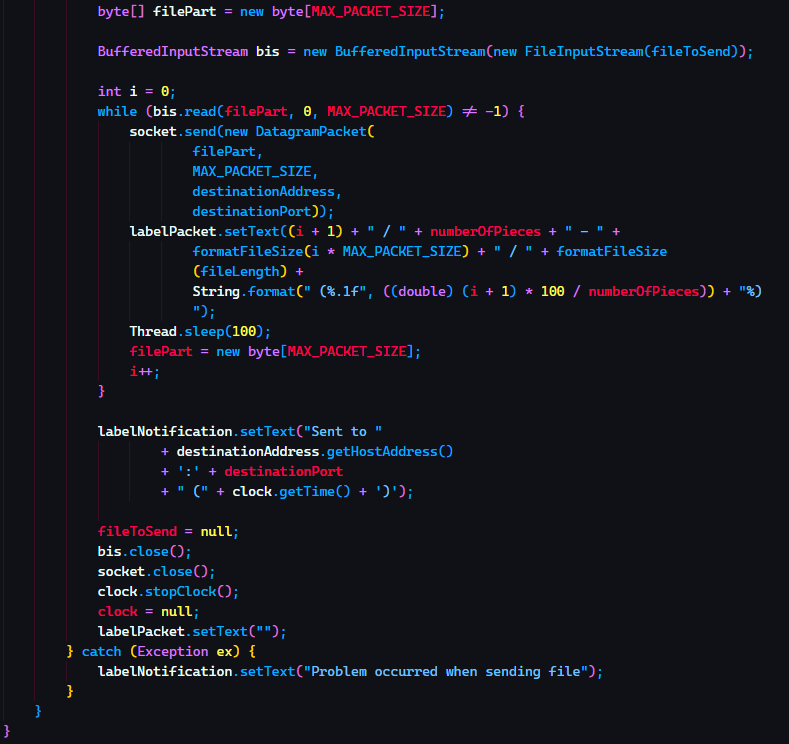 byte[] filePart = new byte[MAX_PACKET_SIZE];
BufferedInputStream bis = new BufferedInputStream(new FileInputStream(fileToSend));
int i = 0;
while (bis.read(filePart, 0, MAX_PACKET_SIZE) != -1) {
socket.send(new DatagramPacket(
filePart,
MAX_PACKET_SIZE,
destinationAddress,
destinationPort));
labelPacket.setText((i + 1) + " / " + numberOfPieces + " - " +
formatFileSize(i * MAX_PACKET_SIZE) + " / " + formatFileSize
(fileLength) +
String.format(" (%.1f", ((double) (i + 1) * 100 / numberOfPieces)) + "%)
");
Thread.sleep(100);
filePart = new byte[MAX_PACKET_SIZE];
i++;
}
labelNotification.setText("Sent to "
+ destinationAddress.getHostAddress()
+ ':' + destinationPort
+ " (" + clock.getTime() + ')');
fileToSend = null;
bis.close();
socket.close();
clock.stopClock();
clock = null;
labelPacket.setText("");
} catch (Exception ex) {
labelNotification.setText("Problem occurred when sending file");
}
}
}